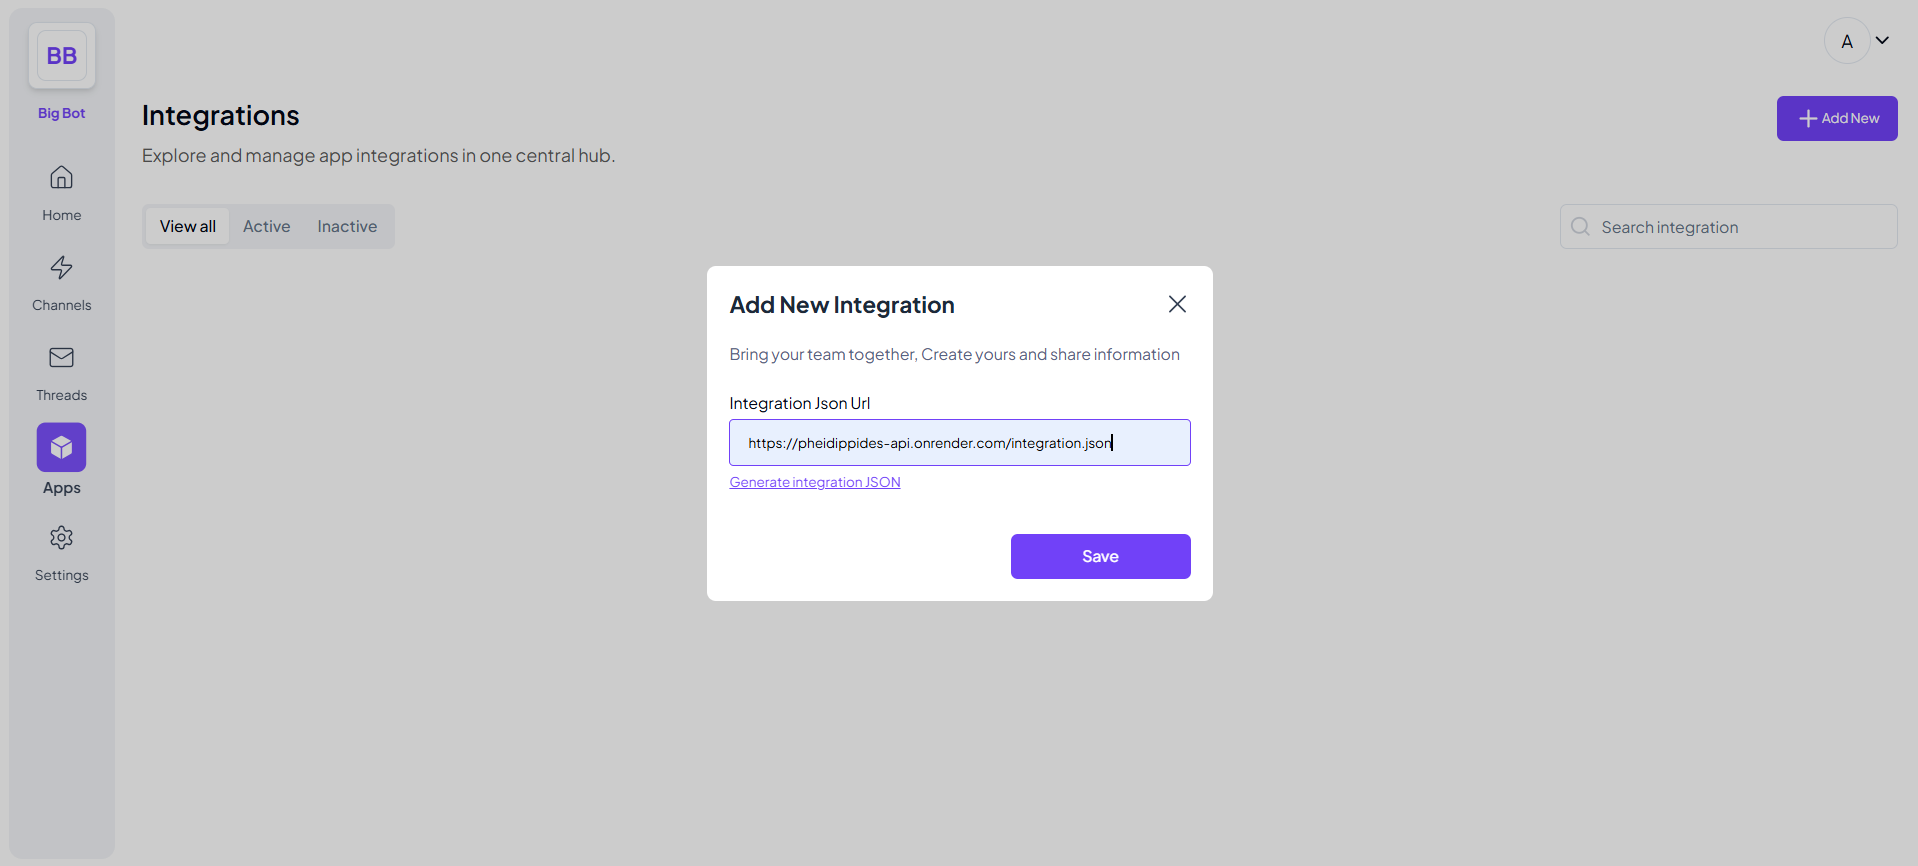 BB
Big Bot
Home
Channels
Threads
Apps
Settings
A
Integrations
Explore and manage app integrations in one central hub.
Add New
View all
Active
Inactive
Search integration
Add New Integration
Bring your team together, Create yours and share information
Integration Json Url
https://pheidippides-api.onrender.com/integration.json
Generate integration JSON
Save